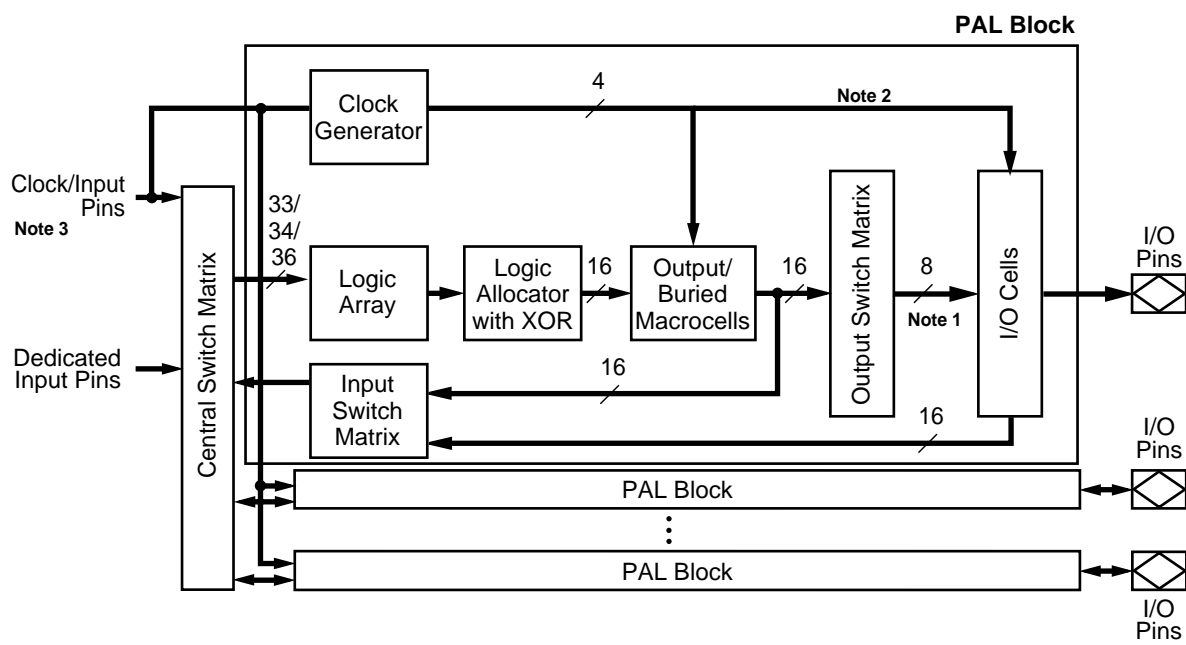 PAL Block
Clock
Generator
4
Note 2
Clock/Input
Pins
Note 3
Central Switch Matrix
33/
34/
36
Logic
Array
Logic
Allocator
with XOR
16
Output/
Buried
Macrocells
16
Output Switch Matrix
8
Note 1
I/O Cells
I/O
Pins
Dedicated
Input Pins
Input
Switch
Matrix
16
16
I/O
Pins
PAL Block
PAL Block
I/O
Pins